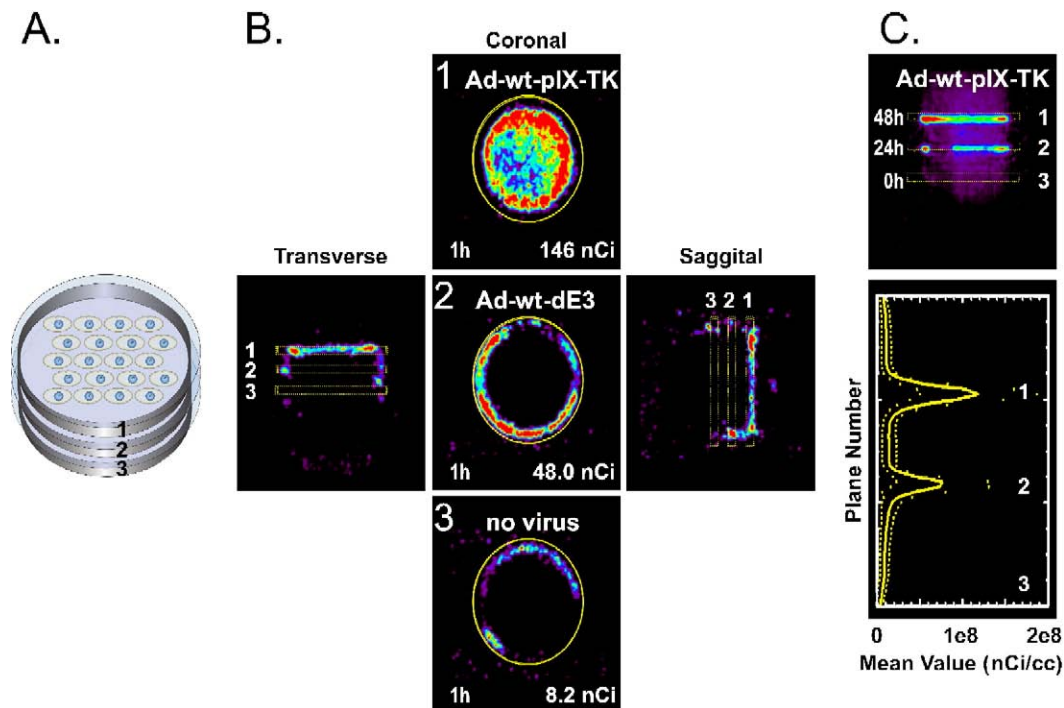 A.
1
2
3
B.
Coronal
1 Ad-wt-pIX-TK
1h 146 nCi
Transverse
1
2
3
2 Ad-wt-dE3
1h 48.0 nCi
Saggital
3 2 1
3 no virus
1h 8.2 nCi
C.
Ad-wt-pIX-TK
48h 1
24h 2
0h 3
Plane Number
1
2
3
0 1e8 2e8
Mean Value (nCi/cc)